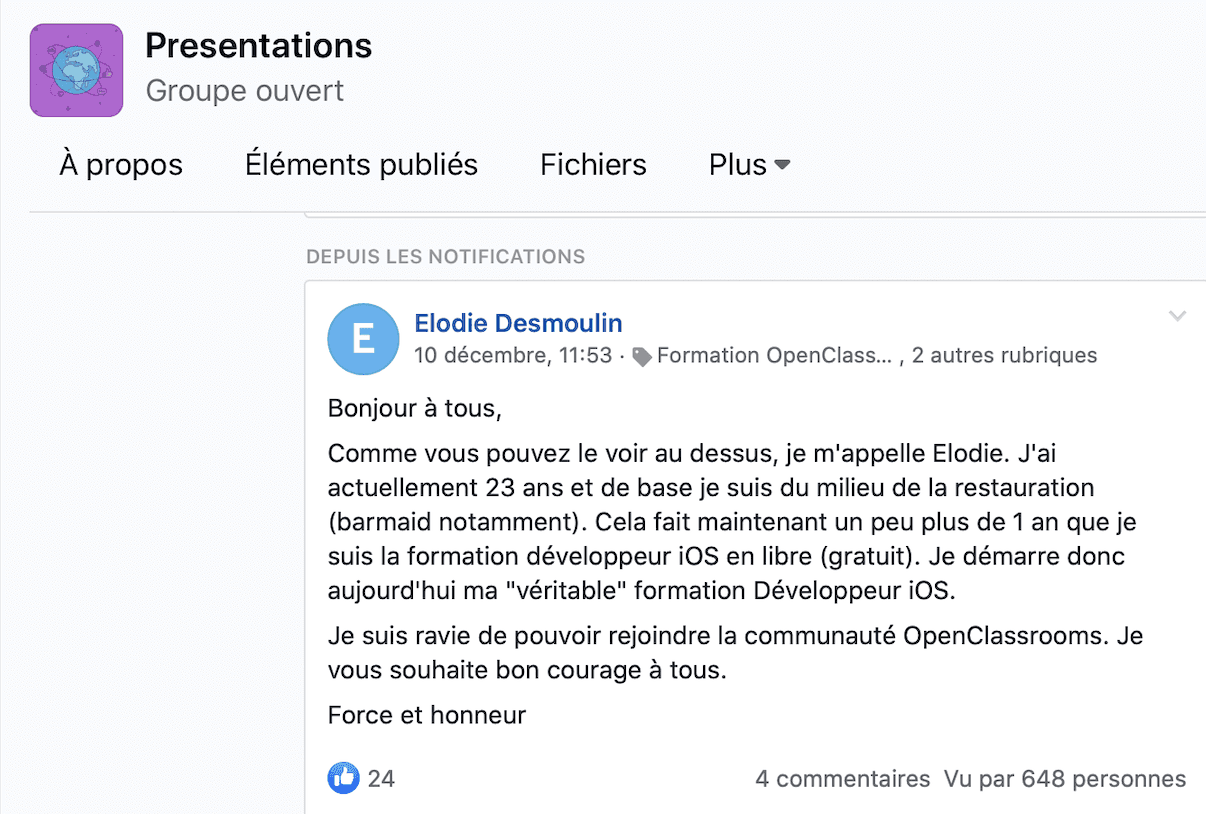 Presentations
Groupe ouvert
À propos
Éléments publiés
Fichiers
Plus
DEPUIS LES NOTIFICATIONS
E
Elodie Desmoulin
10 décembre, 11:53 · Formation OpenClass... , 2 autres rubriques
Bonjour à tous,
Comme vous pouvez le voir au dessus, je m'appelle Elodie. J'ai
actuellement 23 ans et de base je suis du milieu de la restauration
(barmaid notamment). Cela fait maintenant un peu plus de 1 an que je
suis la formation développeur iOS en libre (gratuit). Je démarre donc
aujourd'hui ma "véritable" formation Développeur iOS.
Je suis ravie de pouvoir rejoindre la communauté OpenClassrooms. Je
vous souhaite bon courage à tous.
Force et honneur
24
4 commentaires Vu par 648 personnes